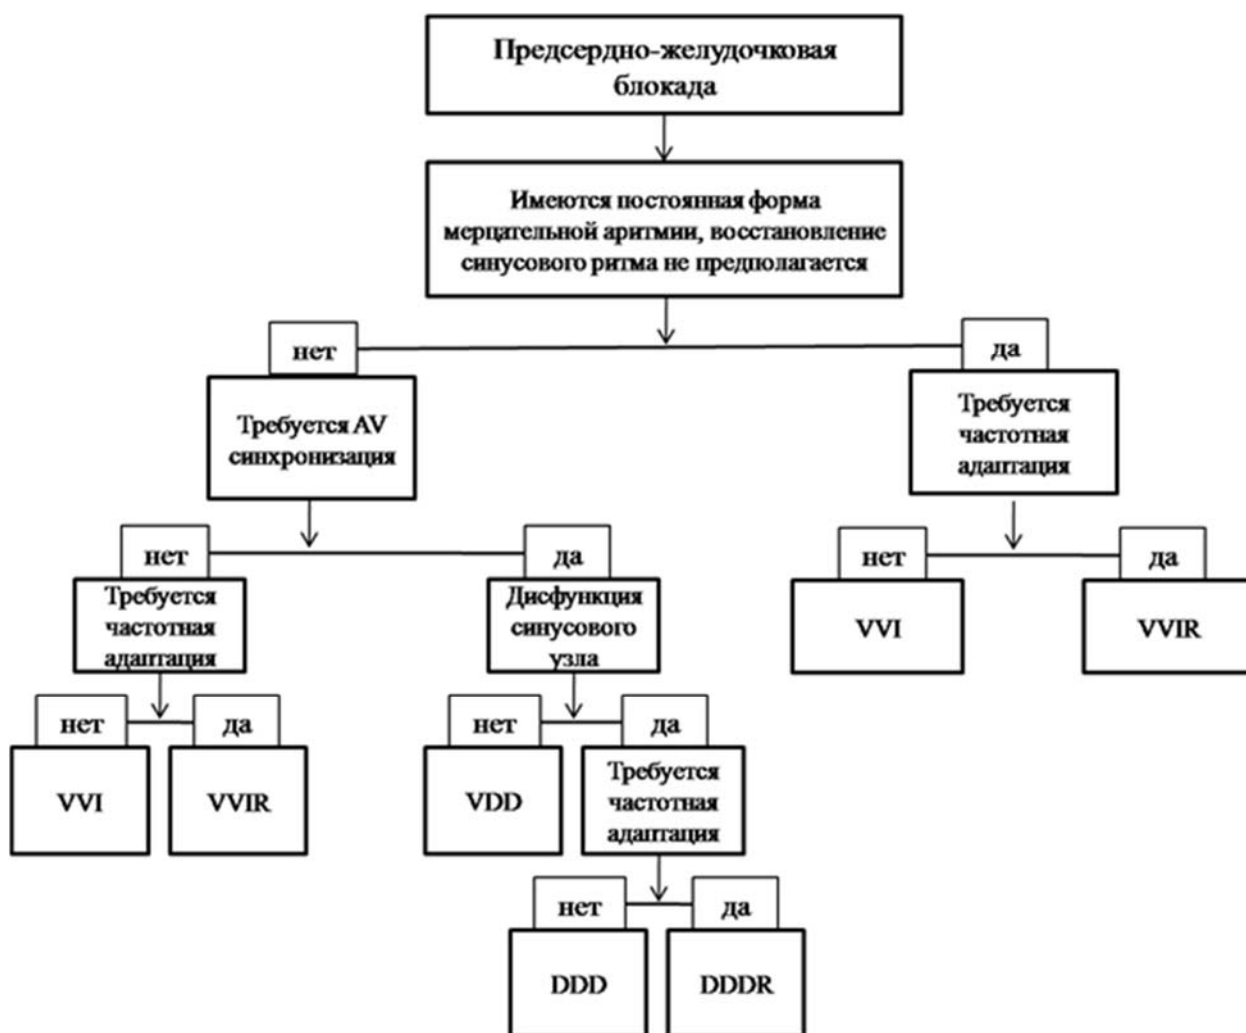 Предсердно-желудочковая
блокада
Имеются постоянная форма
мерцательной аритмии, восстановление
синусового ритма не предполагается
нет
да
Требуется AV
синхронизация
Требуется
частотная
адаптация
нет
да
нет
да
Требуется
частотная
адаптация
Дисфункция
синусового
узла
VVI
VVIR
нет
да
нет
да
VVI
VVIR
VDD
Требуется
частотная
адаптация
нет
да
DDD
DDDR